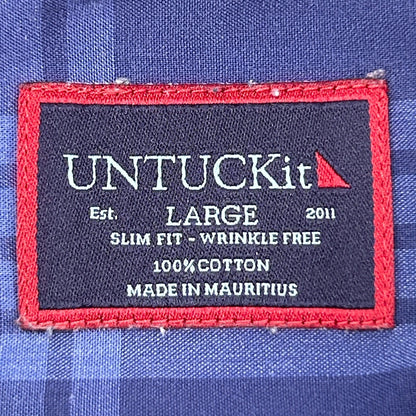 UNTUCKit
Est. LARGE 2011
SLIM FIT - WRINKLE FREE
100% COTTON
MADE IN MAURITIUS